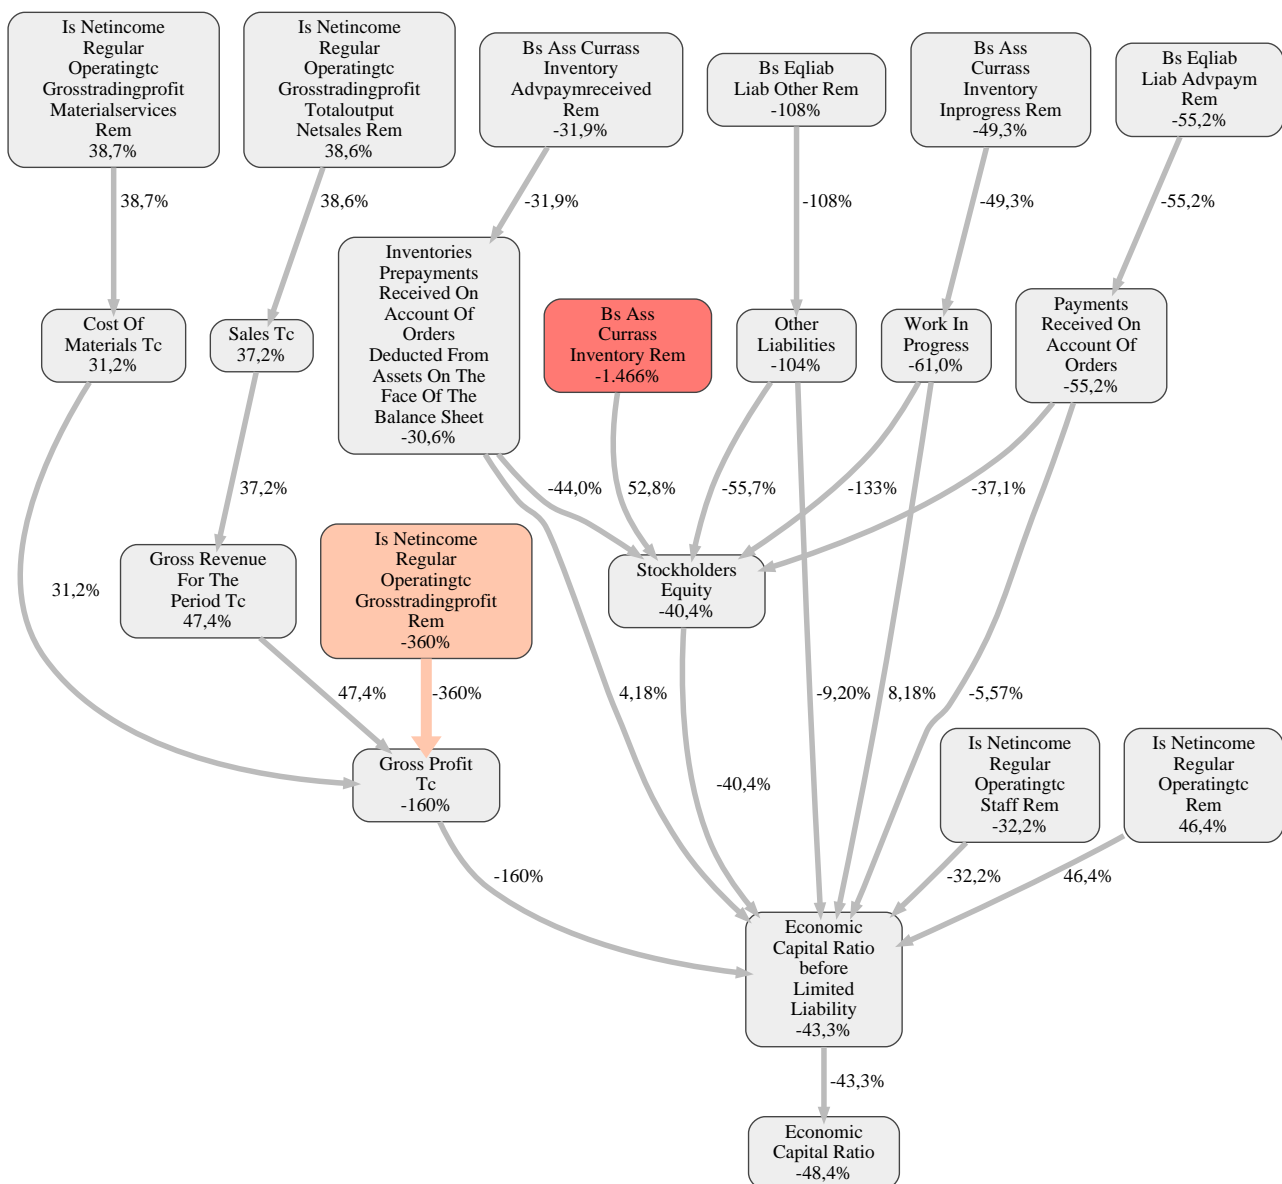 Is Netincome
Regular
Operatingtc
Grosstradingprofit
Materialservices
Rem
38,7%
Is Netincome
Regular
Operatingtc
Grosstradingprofit
Totaloutput
Netsales Rem
38,6%
Bs Ass Currass
Inventory
Advpaymreceived
Rem
-31,9%
Bs Eqliab
Liab Other Rem
-108%
Bs Ass
Currass
Inventory
Inprogress Rem
-49,3%
Bs Eqliab
Liab Advpaym
Rem
-55,2%
38,7%
38,6%
-31,9%
-108%
-49,3%
-55,2%
Cost Of
Materials Tc
31,2%
Sales Tc
37,2%
Inventories
Prepayments
Received On
Account Of
Orders
Deducted From
Assets On The
Face Of The
Balance Sheet
-30,6%
Bs Ass
Currass
Inventory Rem
-1.466%
Other
Liabilities
-104%
Work In
Progress
-61,0%
Payments
Received On
Account Of
Orders
-55,2%
37,2%
-44,0%
52,8%
-55,7%
-133%
-37,1%
31,2%
Gross Revenue
For The
Period Tc
47,4%
Is Netincome
Regular
Operatingtc
Grosstradingprofit
Rem
-360%
Stockholders
Equity
-40,4%
47,4%
-360%
4,18%
-9,20%
8,18%
-5,57%
Gross Profit
Tc
-160%
-40,4%
Is Netincome
Regular
Operatingtc
Staff Rem
-32,2%
Is Netincome
Regular
Operatingtc
Rem
46,4%
-160%
-32,2%
46,4%
Economic
Capital Ratio
before
Limited
Liability
-43,3%
-43,3%
Economic
Capital Ratio
-48,4%